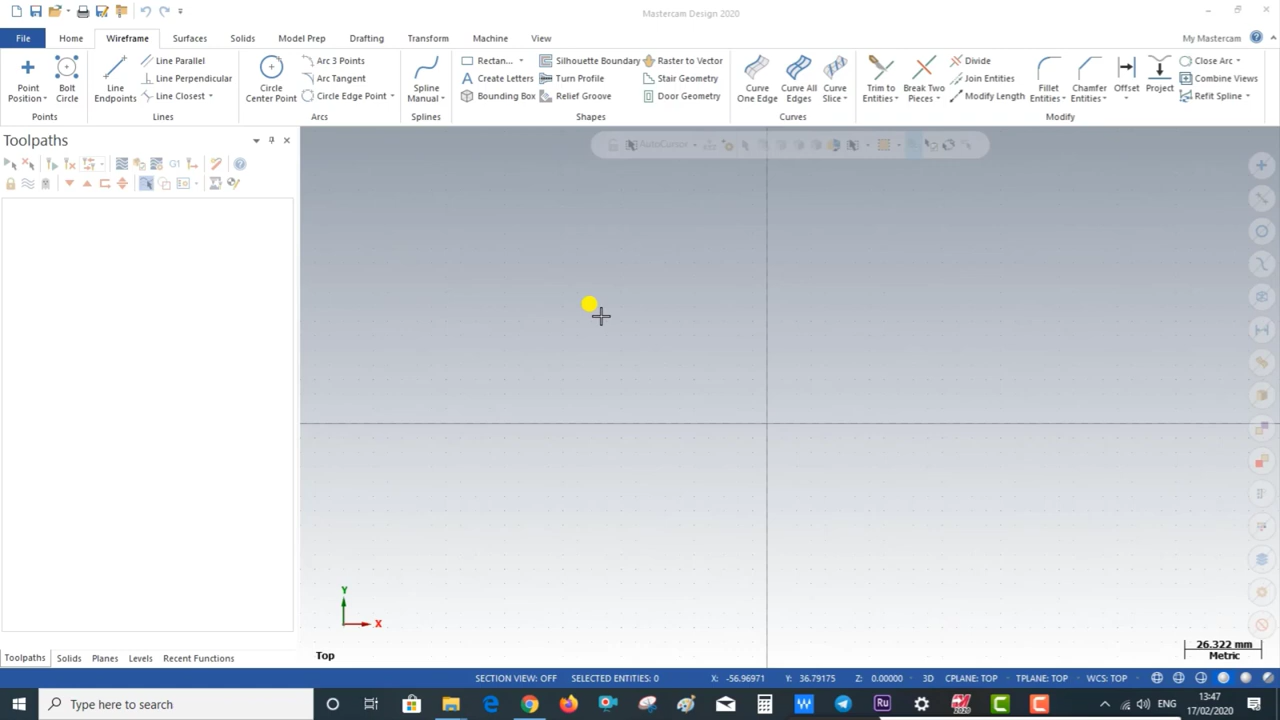 Mastercam Design 2020
File Home Wireframe Surfaces Solids Model Prep Drafting Transform Machine View My Mastercam
Line Parallel Arc 3 Points Rectan... Silhouette Boundary Raster to Vector Divide Close Arc
Line Perpendicular Arc Tangent Create Letters Turn Profile Stair Geometry Join Entities Combine Views
Line Closest Circle Edge Point Bounding Box Relief Groove Door Geometry Modify Length Refit Spline
Point Bolt Line Circle Spline Curve Curve All Curve Trim to Break Two Fillet Chamfer Offset Project
Position Circle Endpoints Center Point Manual One Edge Edges Slice Entities Pieces Entities Entities
Points Lines Arcs Splines Shapes Curves Modify
Toolpaths
AutoCursor
G1
Y
X
Top
26.322 mm
Metric
Toolpaths Solids Planes Levels Recent Functions
SECTION VIEW: OFF SELECTED ENTITIES: 0 X: -56.96971 Y: 36.79175 Z: 0.00000 3D CPLANE: TOP TPLANE: TOP WCS: TOP
Type here to search
W
Ru
2020
C
C
ENG
13:47
17/02/2020